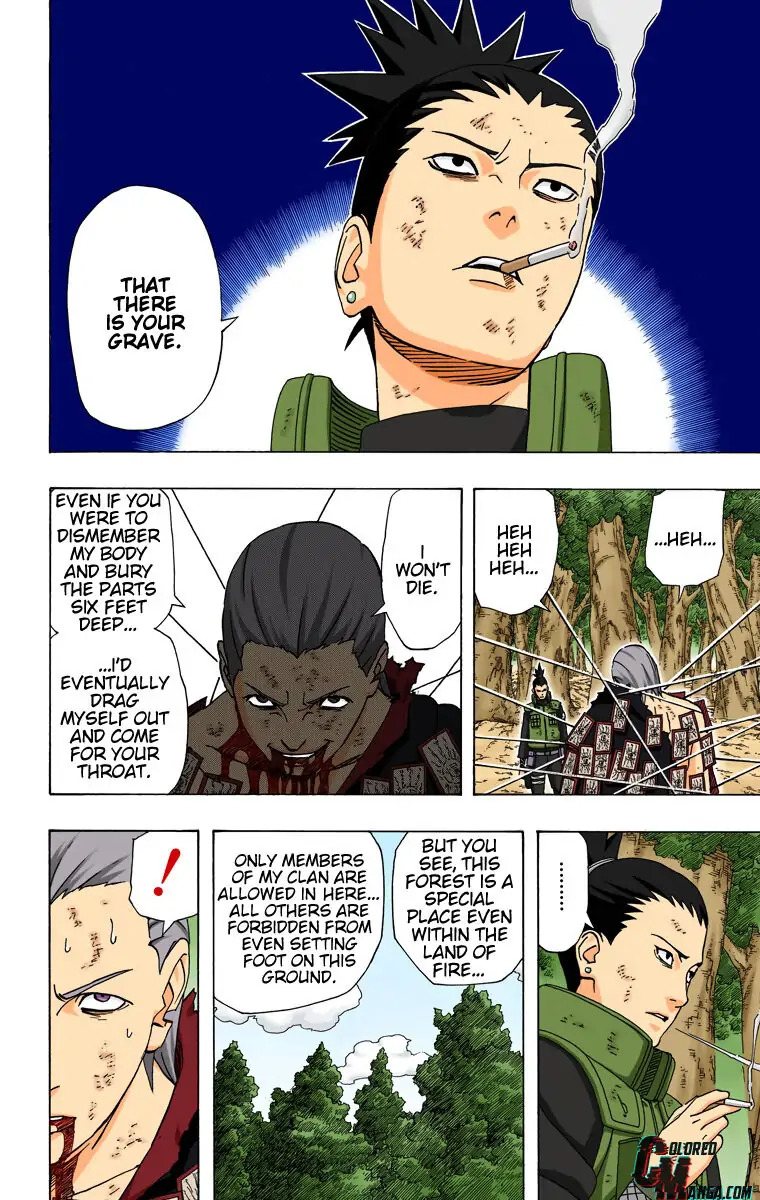 THAT
THERE
IS YOUR
GRAVE.
...HEH...
HEH
HEH
HEH...
I
WON'T
DIE.
EVEN IF YOU
WERE TO
DISMEMBER
MY BODY
AND BURY
THE PARTS
SIX FEET
DEEP...
...I'D
EVENTUALLY
DRAG
MYSELF OUT
AND COME
FOR YOUR
THROAT.
.........
BUT YOU
SEE, THIS
FOREST IS A
SPECIAL
PLACE EVEN
WITHIN THE
LAND OF
FIRE...
ONLY MEMBERS
OF MY CLAN ARE
ALLOWED IN HERE...
ALL OTHERS ARE
FORBIDDEN FROM
EVEN SETTING
FOOT ON THIS
GROUND.
!
COLORED
MANGA.COM